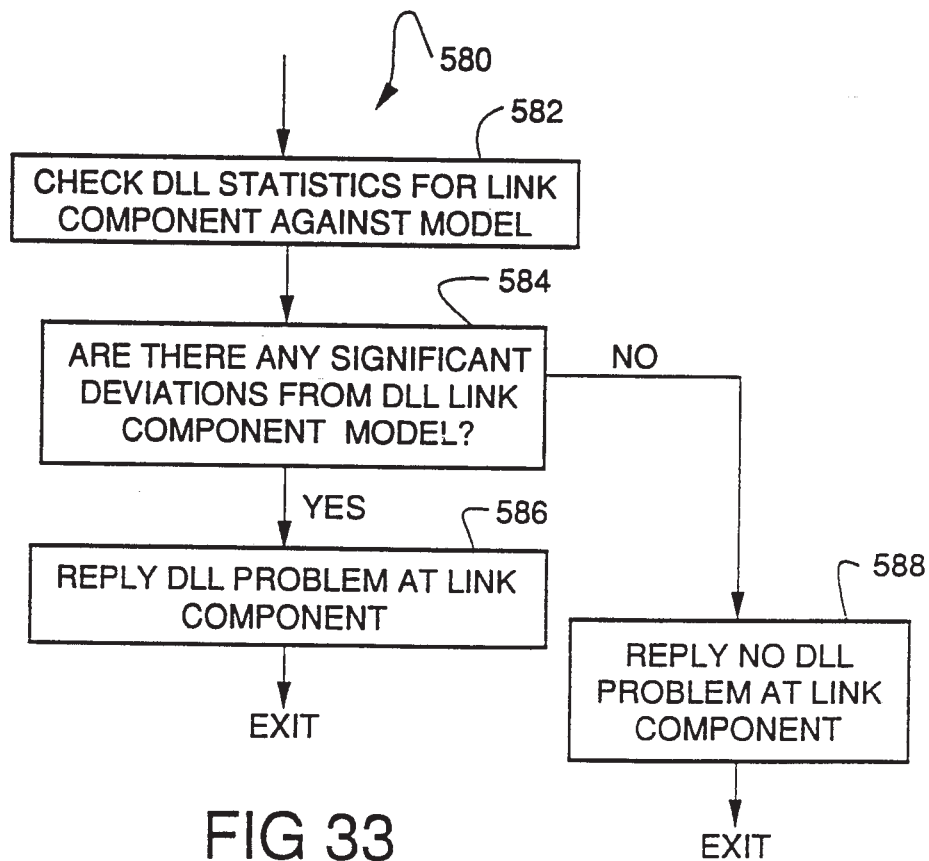 580
582
CHECK DLL STATISTICS FOR LINK
COMPONENT AGAINST MODEL
584
ARE THERE ANY SIGNIFICANT
DEVIATIONS FROM DLL LINK
COMPONENT MODEL?
NO
YES
586
REPLY DLL PROBLEM AT LINK
COMPONENT
588
REPLY NO DLL
PROBLEM AT LINK
COMPONENT
EXIT
EXIT
FIG 33